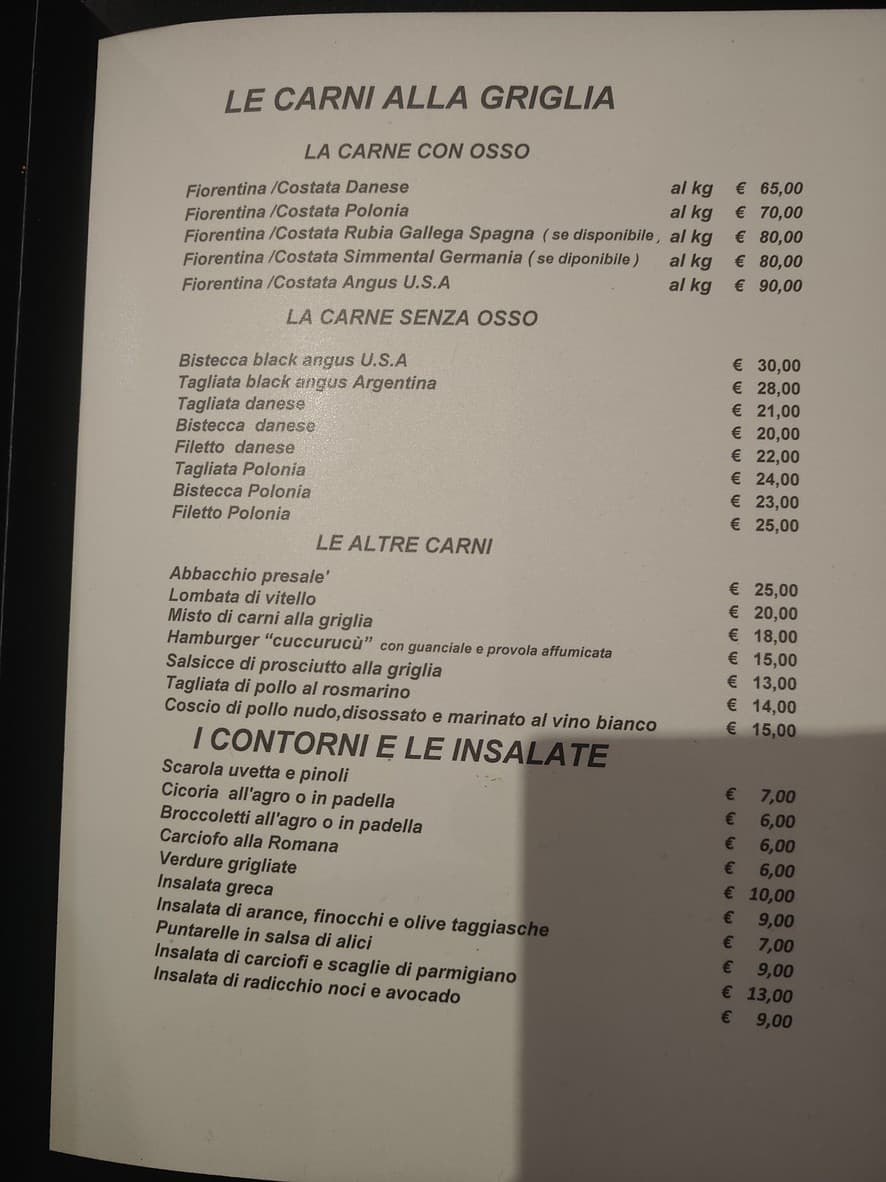 LE CARNI ALLA GRIGLIA
LA CARNE CON OSSO
Fiorentina /Costata Danese al kg € 65,00
Fiorentina /Costata Polonia al kg € 70,00
Fiorentina /Costata Rubia Gallega Spagna ( se disponibile, al kg € 80,00
Fiorentina /Costata Simmental Germania ( se diponibile ) al kg € 80,00
Fiorentina /Costata Angus U.S.A al kg € 90,00
LA CARNE SENZA OSSO
Bistecca black angus U.S.A € 30,00
Tagliata black angus Argentina € 28,00
Tagliata danese € 21,00
Bistecca danese € 20,00
Filetto danese € 22,00
Tagliata Polonia € 24,00
Bistecca Polonia € 23,00
Filetto Polonia € 25,00
LE ALTRE CARNI
Abbacchio presale' € 25,00
Lombata di vitello € 20,00
Misto di carni alla griglia € 18,00
Hamburger “cuccurucù” con guanciale e provola affumicata € 15,00
Salsicce di prosciutto alla griglia € 13,00
Tagliata di pollo al rosmarino € 14,00
Coscio di pollo nudo,disossato e marinato al vino bianco € 15,00
I CONTORNI E LE INSALATE
Scarola uvetta e pinoli € 7,00
Cicoria all'agro o in padella € 6,00
Broccoletti all'agro o in padella € 6,00
Carciofo alla Romana € 6,00
Verdure grigliate € 10,00
Insalata greca € 9,00
Insalata di arance, finocchi e olive taggiasche € 7,00
Puntarelle in salsa di alici € 9,00
Insalata di carciofi e scaglie di parmigiano € 13,00
Insalata di radicchio noci e avocado € 9,00